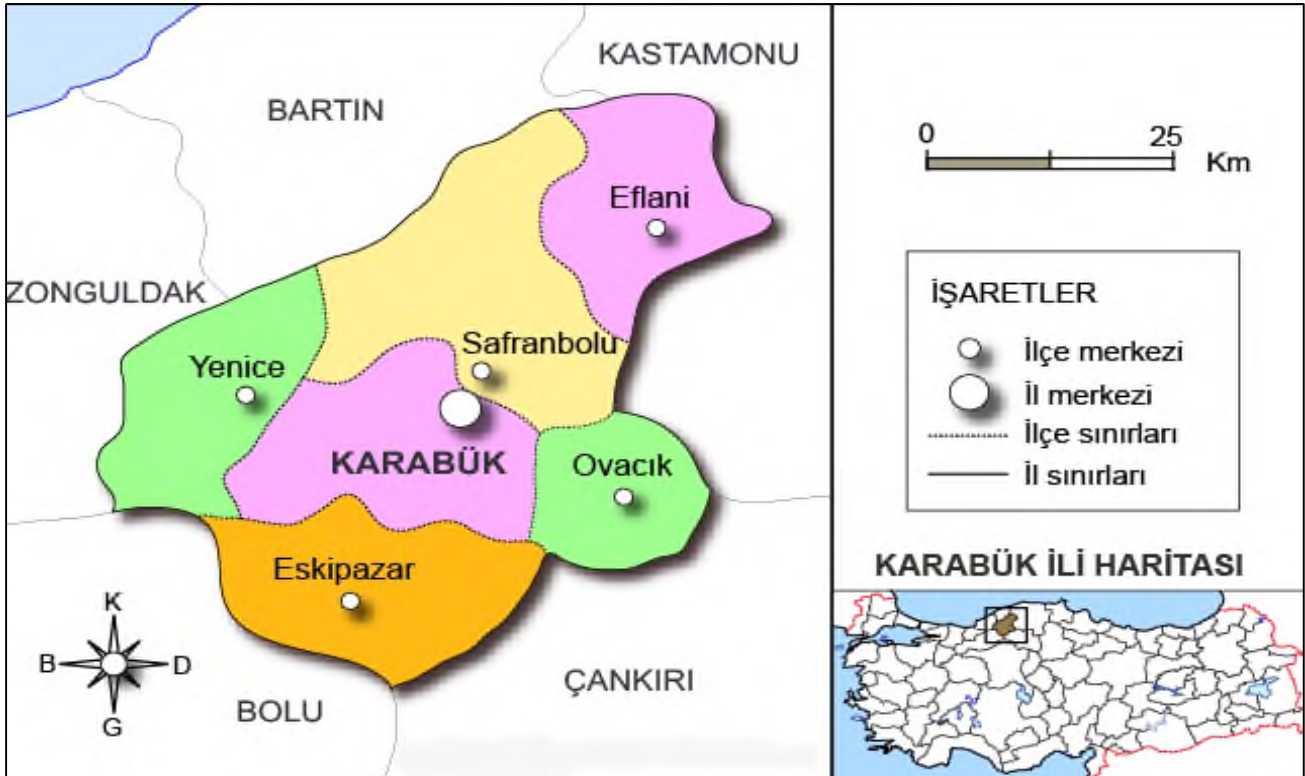 KASTAMONU
BARTIN
Eflani
ZONGULDAK
Safranbolu
Yenice
KARABÜK
Ovacık
Eskipazar
K
B D
G
BOLU
ÇANKIRI
0 25
Km
İŞARETLER
İlçe merkezi
İl merkezi
İlçe sınırları
İl sınırları
KARABÜK İLİ HARİTASI